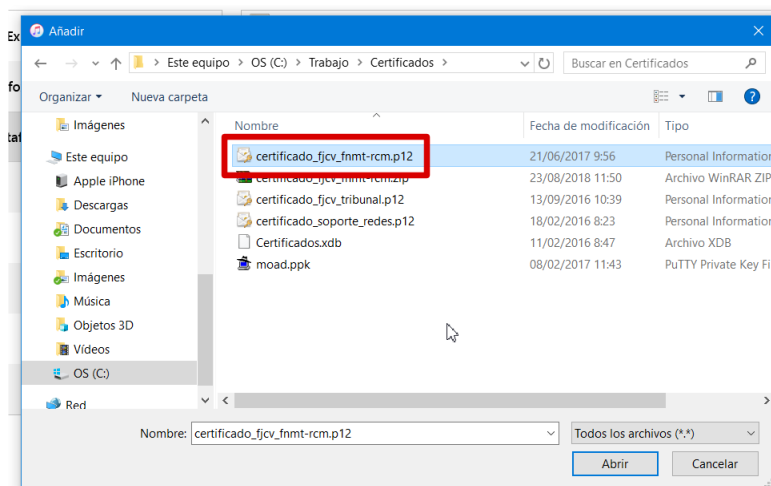 Ex
Añadir
Este equipo > OS (C:) > Trabajo > Certificados >
Buscar en Certificados
fo
Organizar
Nueva carpeta
taf
Imágenes
Nombre
Fecha de modificación
Tipo
Este equipo
certificado_fjcv_fnmt-rcm.p12
21/06/2017 9:56
Personal Information
Apple iPhone
certificado_fjcv_fnmt-rcm.zip
23/08/2018 11:50
Archivo WinRAR ZIP
Descargas
certificado_fjcv_tribunal.p12
13/09/2016 10:39
Personal Information
Documentos
certificado_soporte_redes.p12
18/02/2016 8:23
Personal Information
Escritorio
Certificados.xdb
11/02/2016 8:47
Archivo XDB
Imágenes
moad.ppk
08/02/2017 11:43
PuTTY Private Key Fi
Música
Objetos 3D
Vídeos
OS (C:)
Red
Nombre:
certificado_fjcv_fnmt-rcm.p12
Todos los archivos (*.*)
Abrir
Cancelar